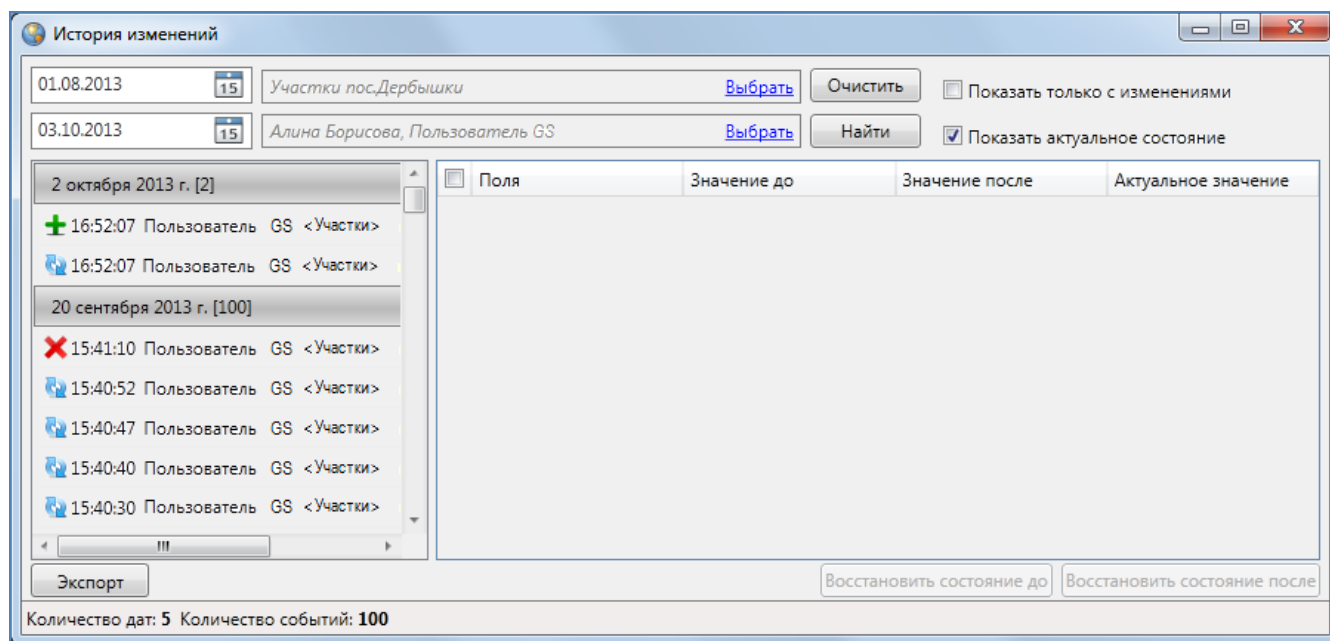 История изменений
01.08.2013 15 Участки пос.Дербышки Выбрать Очистить Показать только с изменениями
03.10.2013 15 Алина Борисова, Пользователь GS Выбрать Найти Показать актуальное состояние
2 октября 2013 г. [2] Поля Значение до Значение после Актуальное значение
16:52:07 Пользователь GS <Участки>
16:52:07 Пользователь GS <Участки>
20 сентября 2013 г. [100]
15:41:10 Пользователь GS <Участки>
15:40:52 Пользователь GS <Участки>
15:40:47 Пользователь GS <Участки>
15:40:40 Пользователь GS <Участки>
15:40:30 Пользователь GS <Участки>
Экспорт Восстановить состояние до Восстановить состояние после
Количество дат: 5 Количество событий: 100